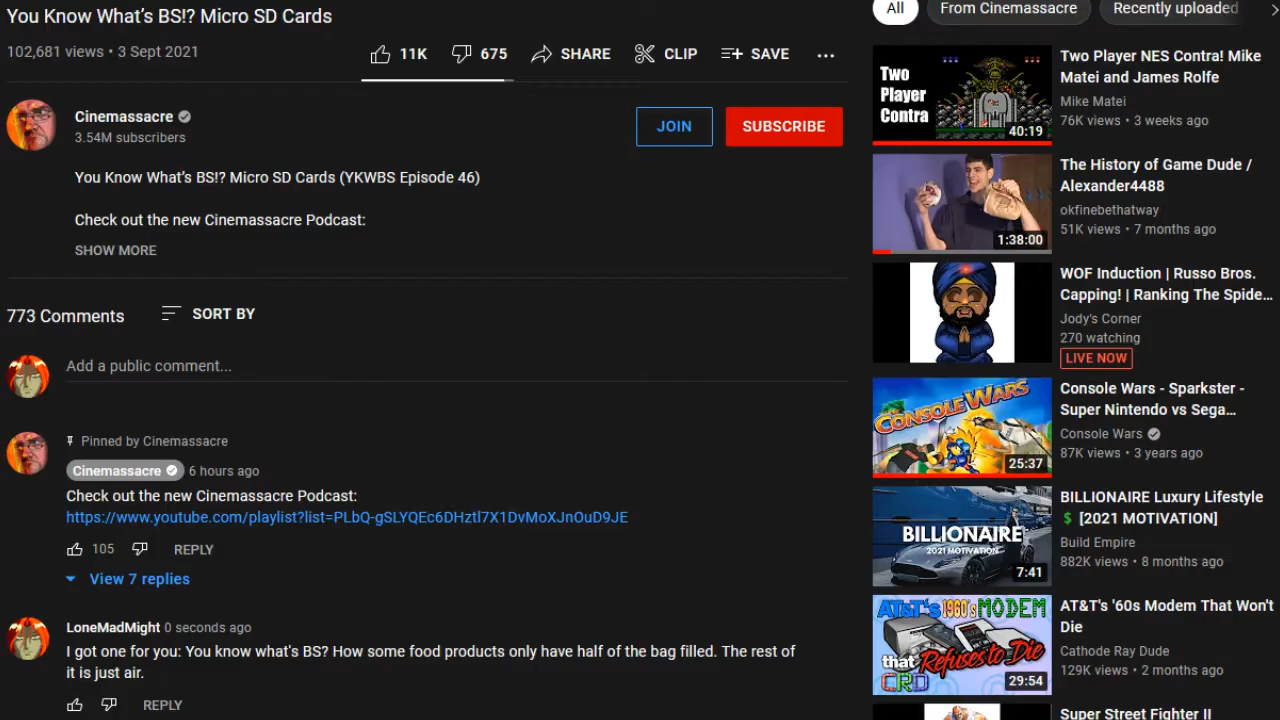 You Know What's BS!? Micro SD Cards
102,681 views • 3 Sept 2021
11K
675
SHARE
CLIP
SAVE
Cinemassacre
3.54M subscribers
JOIN
SUBSCRIBE
You Know What's BS!? Micro SD Cards (YKWBS Episode 46)
Check out the new Cinemassacre Podcast:
SHOW MORE
773 Comments
SORT BY
Add a public comment...
Pinned by Cinemassacre
Cinemassacre
6 hours ago
Check out the new Cinemassacre Podcast:
https://www.youtube.com/playlist?list=PLbQ-gSLYQEc6DHztl7X1DvMoXJnOuD9JE
105
REPLY
View 7 replies
LoneMadMight 0 seconds ago
I got one for you: You know what's BS? How some food products only have half of the bag filled. The rest of
it is just air.
REPLY
All
From Cinemassacre
Recently uploaded
Two
Player
Contra
40:19
Two Player NES Contra! Mike
Matei and James Rolfe
Mike Matei
76K views • 3 weeks ago
1:38:00
The History of Game Dude /
Alexander4488
okfinebethatway
51K views • 7 months ago
WOF Induction | Russo Bros.
Capping! | Ranking The Spide...
Jody's Corner
270 watching
LIVE NOW
CONSOLE WARS
25:37
Console Wars - Sparkster -
Super Nintendo vs Sega...
Console Wars
87K views • 3 years ago
BILLIONAIRE
2021 MOTIVATION
7:41
BILLIONAIRE Luxury Lifestyle
💲 [2021 MOTIVATION]
Build Empire
882K views • 8 months ago
AT&T's 1960's MODEM
that Refuses to Die
CRD
29:54
AT&T's '60s Modem That Won't
Die
Cathode Ray Dude
129K views • 2 months ago
Super Street Fighter II